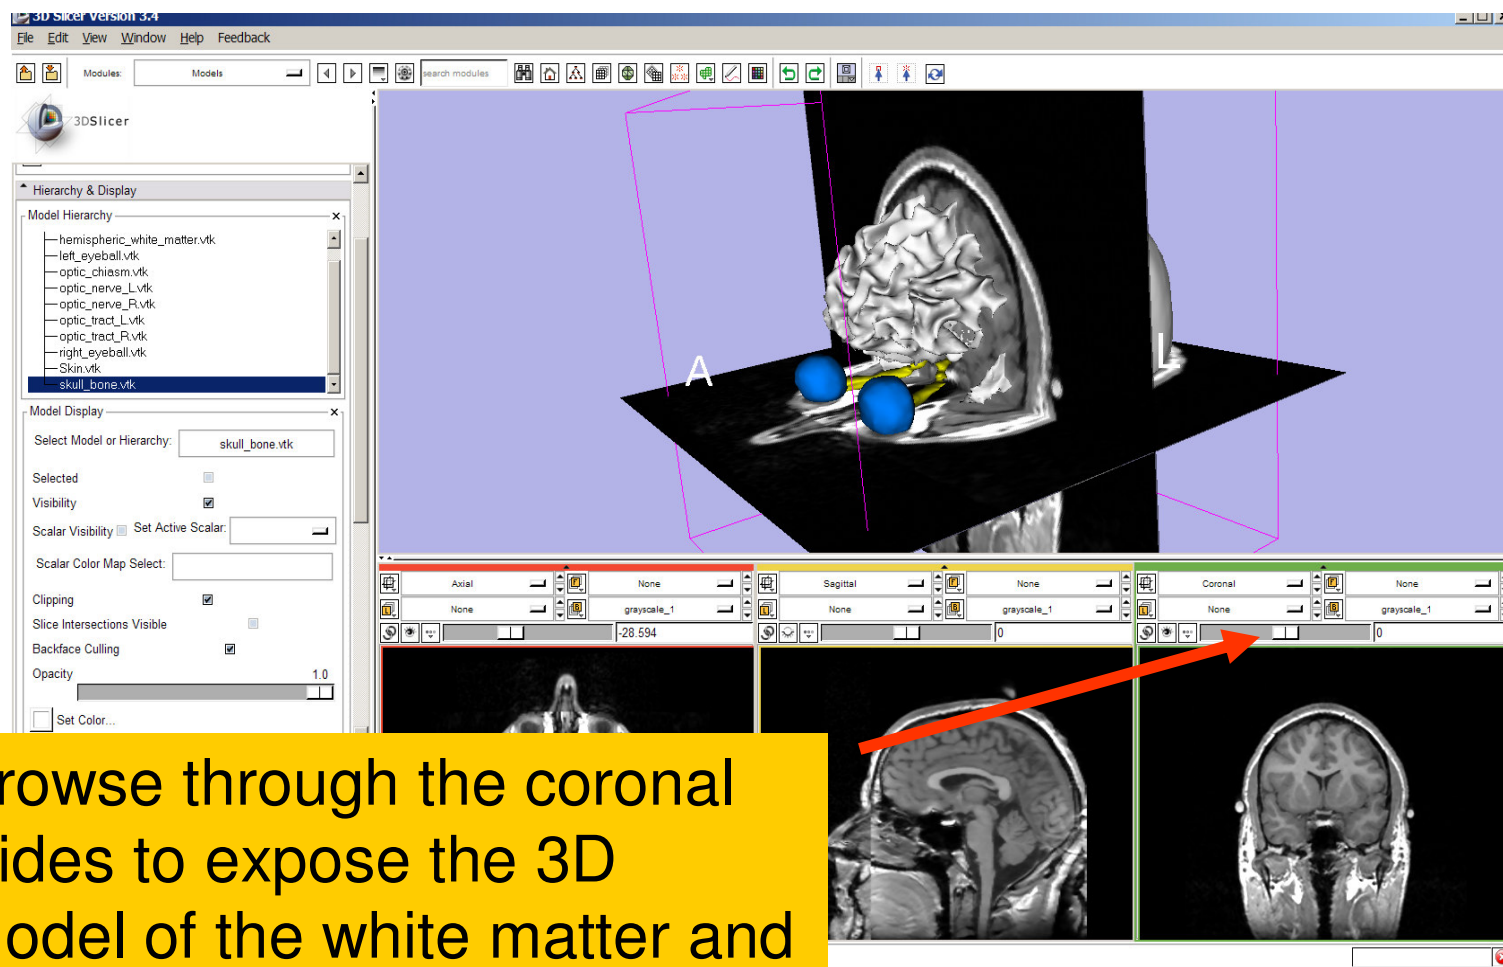 3D Slicer Version 3.4
File Edit View Window Help Feedback
Modules: Models search modules
3DSlicer
Hierarchy & Display
Model Hierarchy
hemispheric_white_matter.vtk
left_eyeball.vtk
optic_chiasm.vtk
optic_nerve_L.vtk
optic_nerve_R.vtk
optic_tract_L.vtk
optic_tract_R.vtk
right_eyeball.vtk
Skin.vtk
skull_bone.vtk
Model Display
Select Model or Hierarchy: skull_bone.vtk
Selected
Visibility
Scalar Visibility Set Active Scalar:
Scalar Color Map Select:
Clipping
Slice Intersections Visible
Backface Culling
Opacity 1.0
Set Color...
A
L
Axial None
None grayscale_1
-28.594
Sagittal None
None grayscale_1
0
Coronal None
None grayscale_1
0
rowse through the coronal
ides to expose the 3D
odel of the white matter and